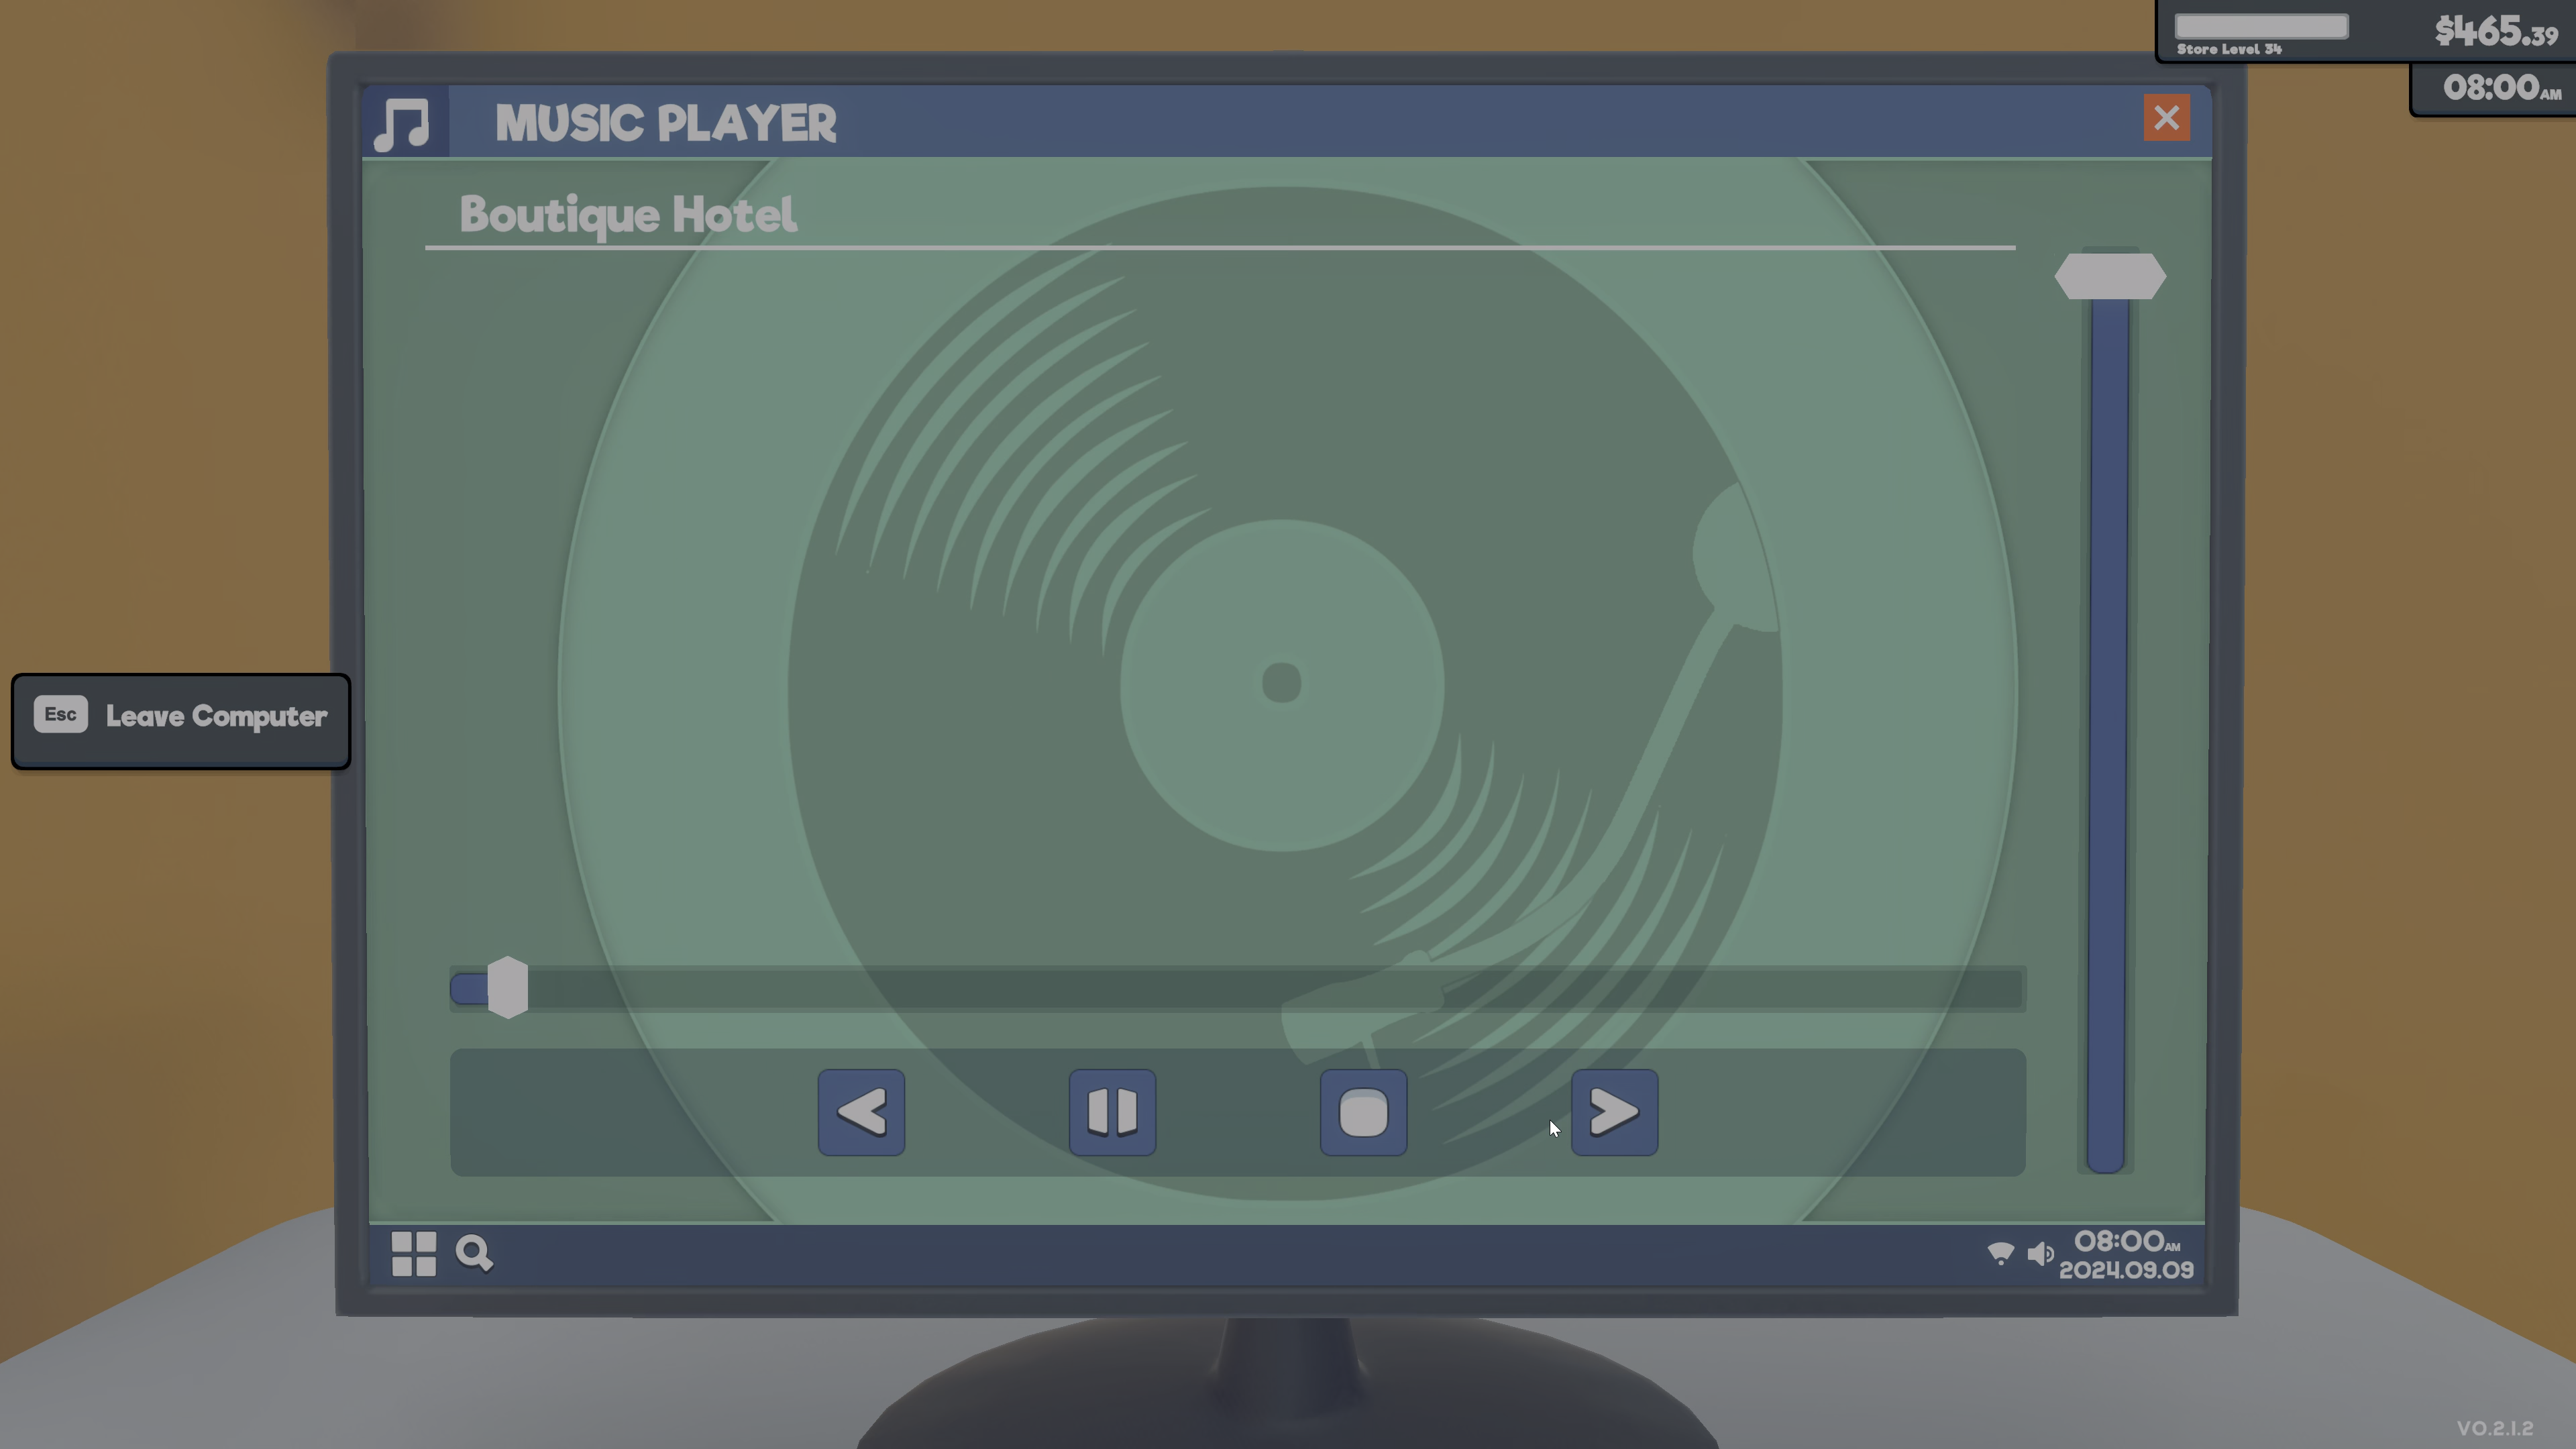 $465.39
Store Level 34
08:00AM
MUSIC PLAYER
Boutique Hotel
Esc Leave Computer
08:00AM
2024.09.09
V0.2.1.2